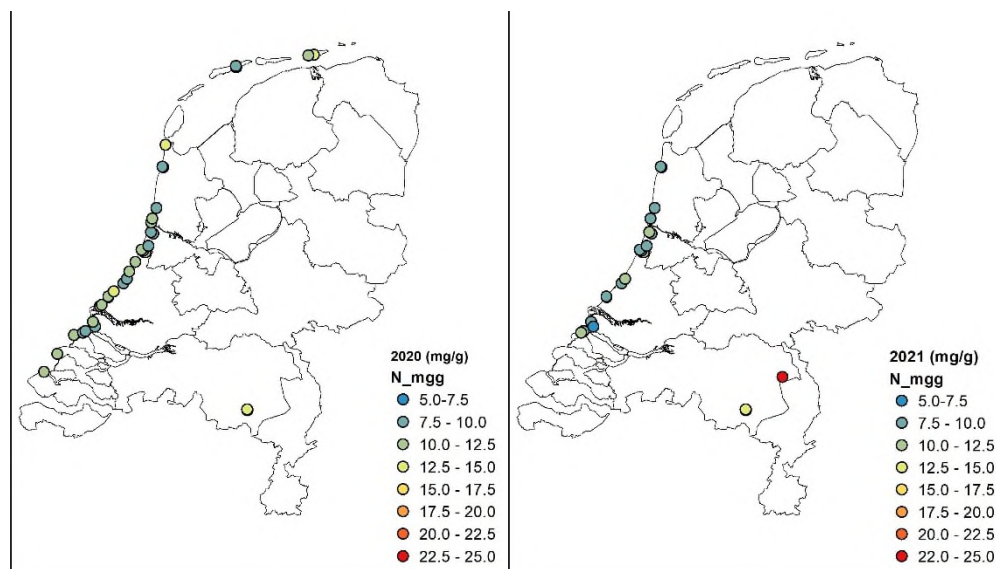 2020 (mg/g)
N_mgg
5.0-7.5
7.5 - 10.0
10.0 - 12.5
12.5 - 15.0
15.0 - 17.5
17.5 - 20.0
20.0 - 22.5
22.5 - 25.0
2021 (mg/g)
N_mgg
5.0-7.5
7.5 - 10.0
10.0 - 12.5
12.5 - 15.0
15.0 - 17.5
17.5 - 20.0
20.0 - 22.5
22.0 - 25.0